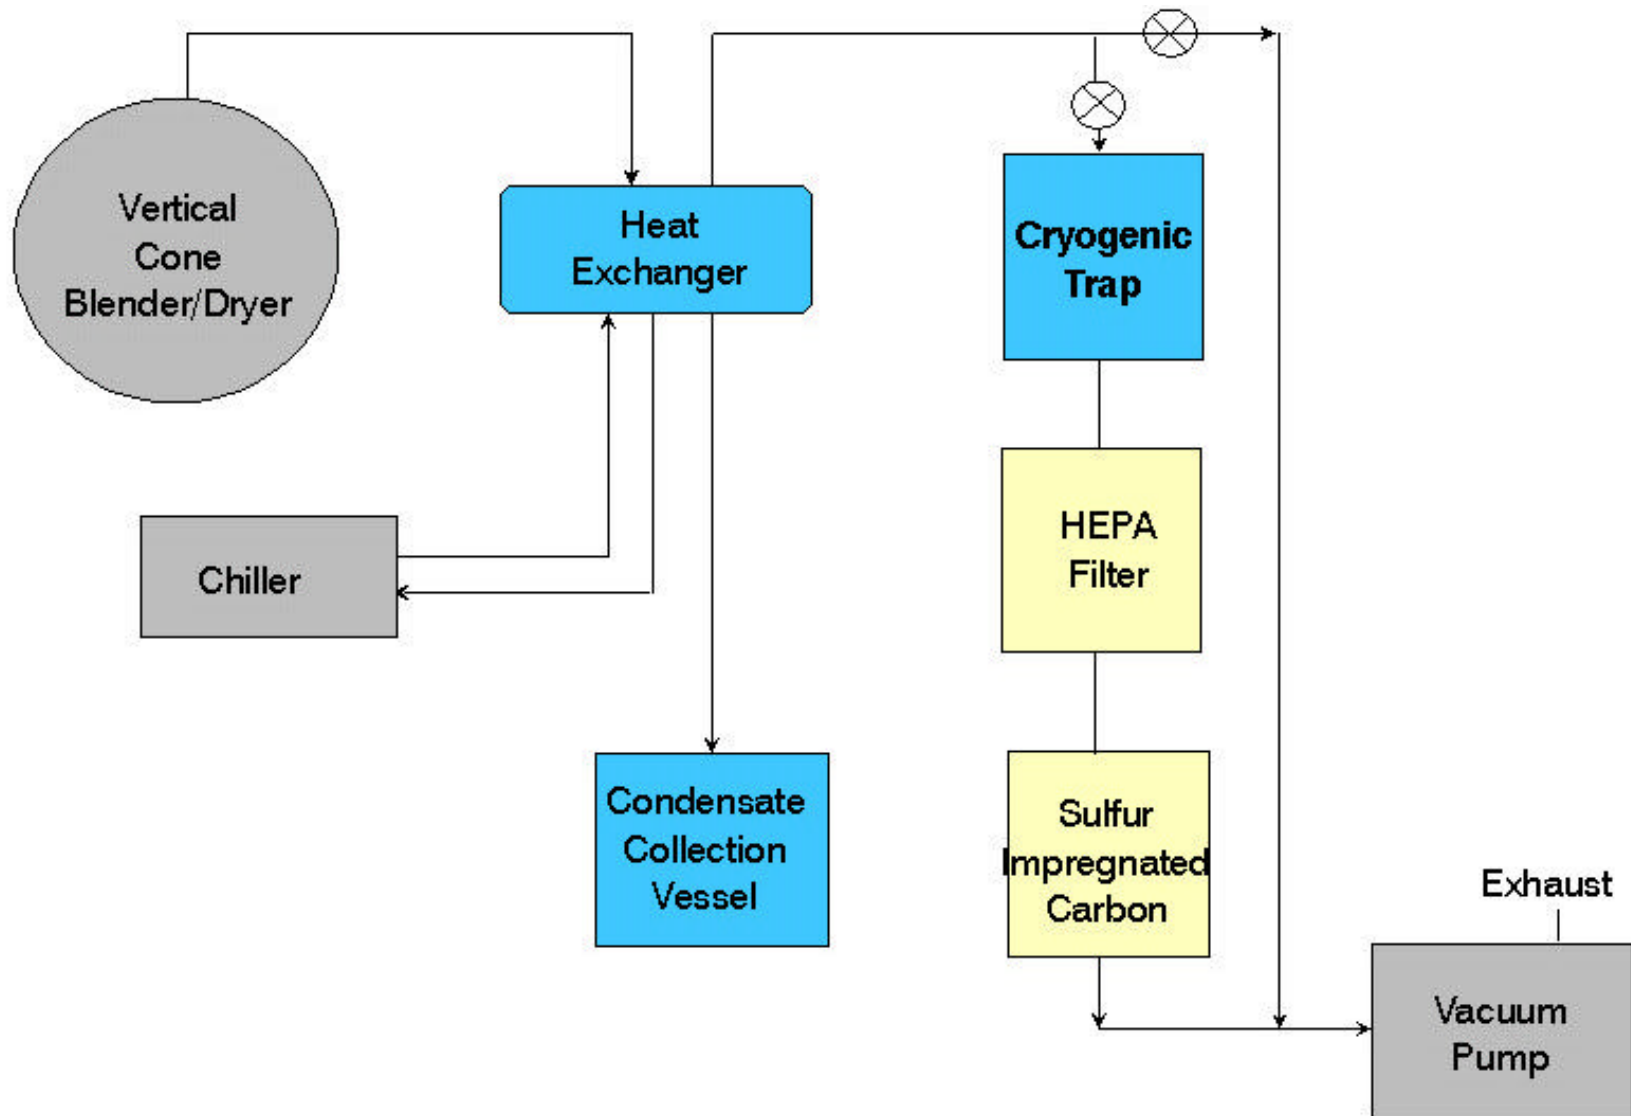 Vertical
Cone
Blender/Dryer
Heat
Exchanger
Cryogenic
Trap
Chiller
HEPA
Filter
Condensate
Collection
Vessel
Sulfur
Impregnated
Carbon
Exhaust
Vacuum
Pump